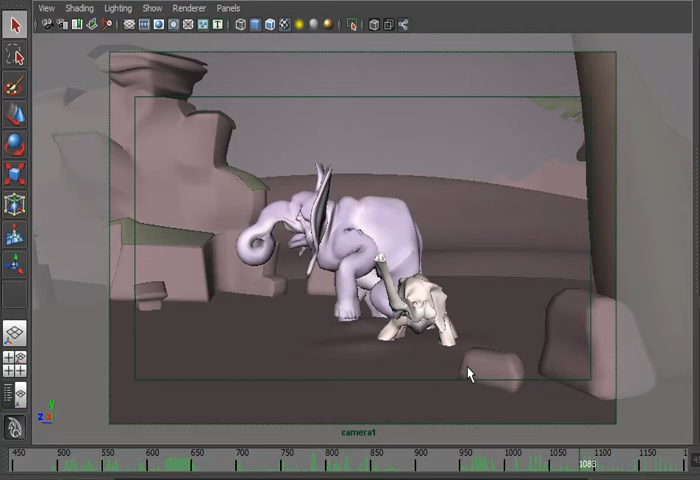 View Shading Lighting Show Renderer Panels
T
y
z x
camera1
450 500 550 600 650 700 750 800 850 900 950 1000 1050 1083 1100 1150